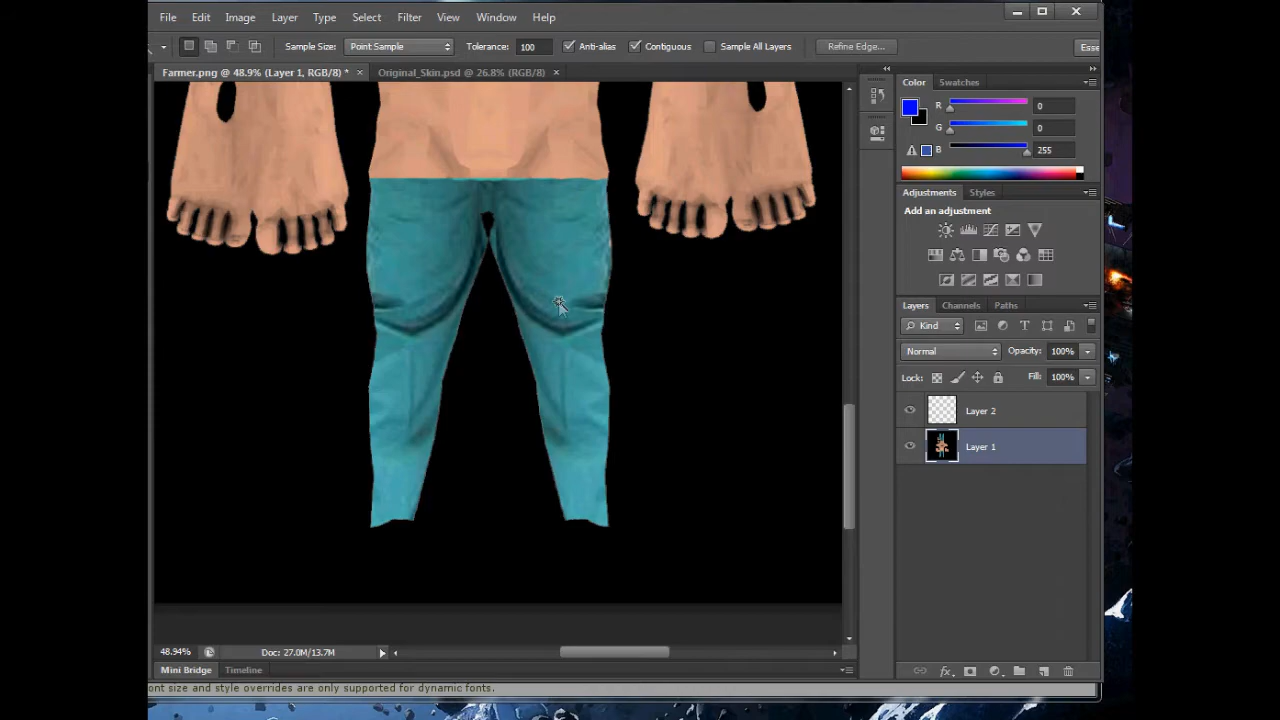 File Edit Image Layer Type Select Filter View Window Help
Sample Size: Point Sample Tolerance: 100 Anti-alias Contiguous Sample All Layers Refine Edge... Esse
Farmer.png @ 48.9% (Layer 1, RGB/8) * × Original_Skin.psd @ 26.8% (RGB/8) ×
Color Swatches
R 0
G 0
B 255
Adjustments Styles
Add an adjustment
Layers Channels Paths
Kind
Normal Opacity: 100%
Lock: Fill: 100%
Layer 2
Layer 1
48.94% Doc: 27.0M/13.7M
Mini Bridge Timeline
ont size and style overrides are only supported for dynamic fonts.